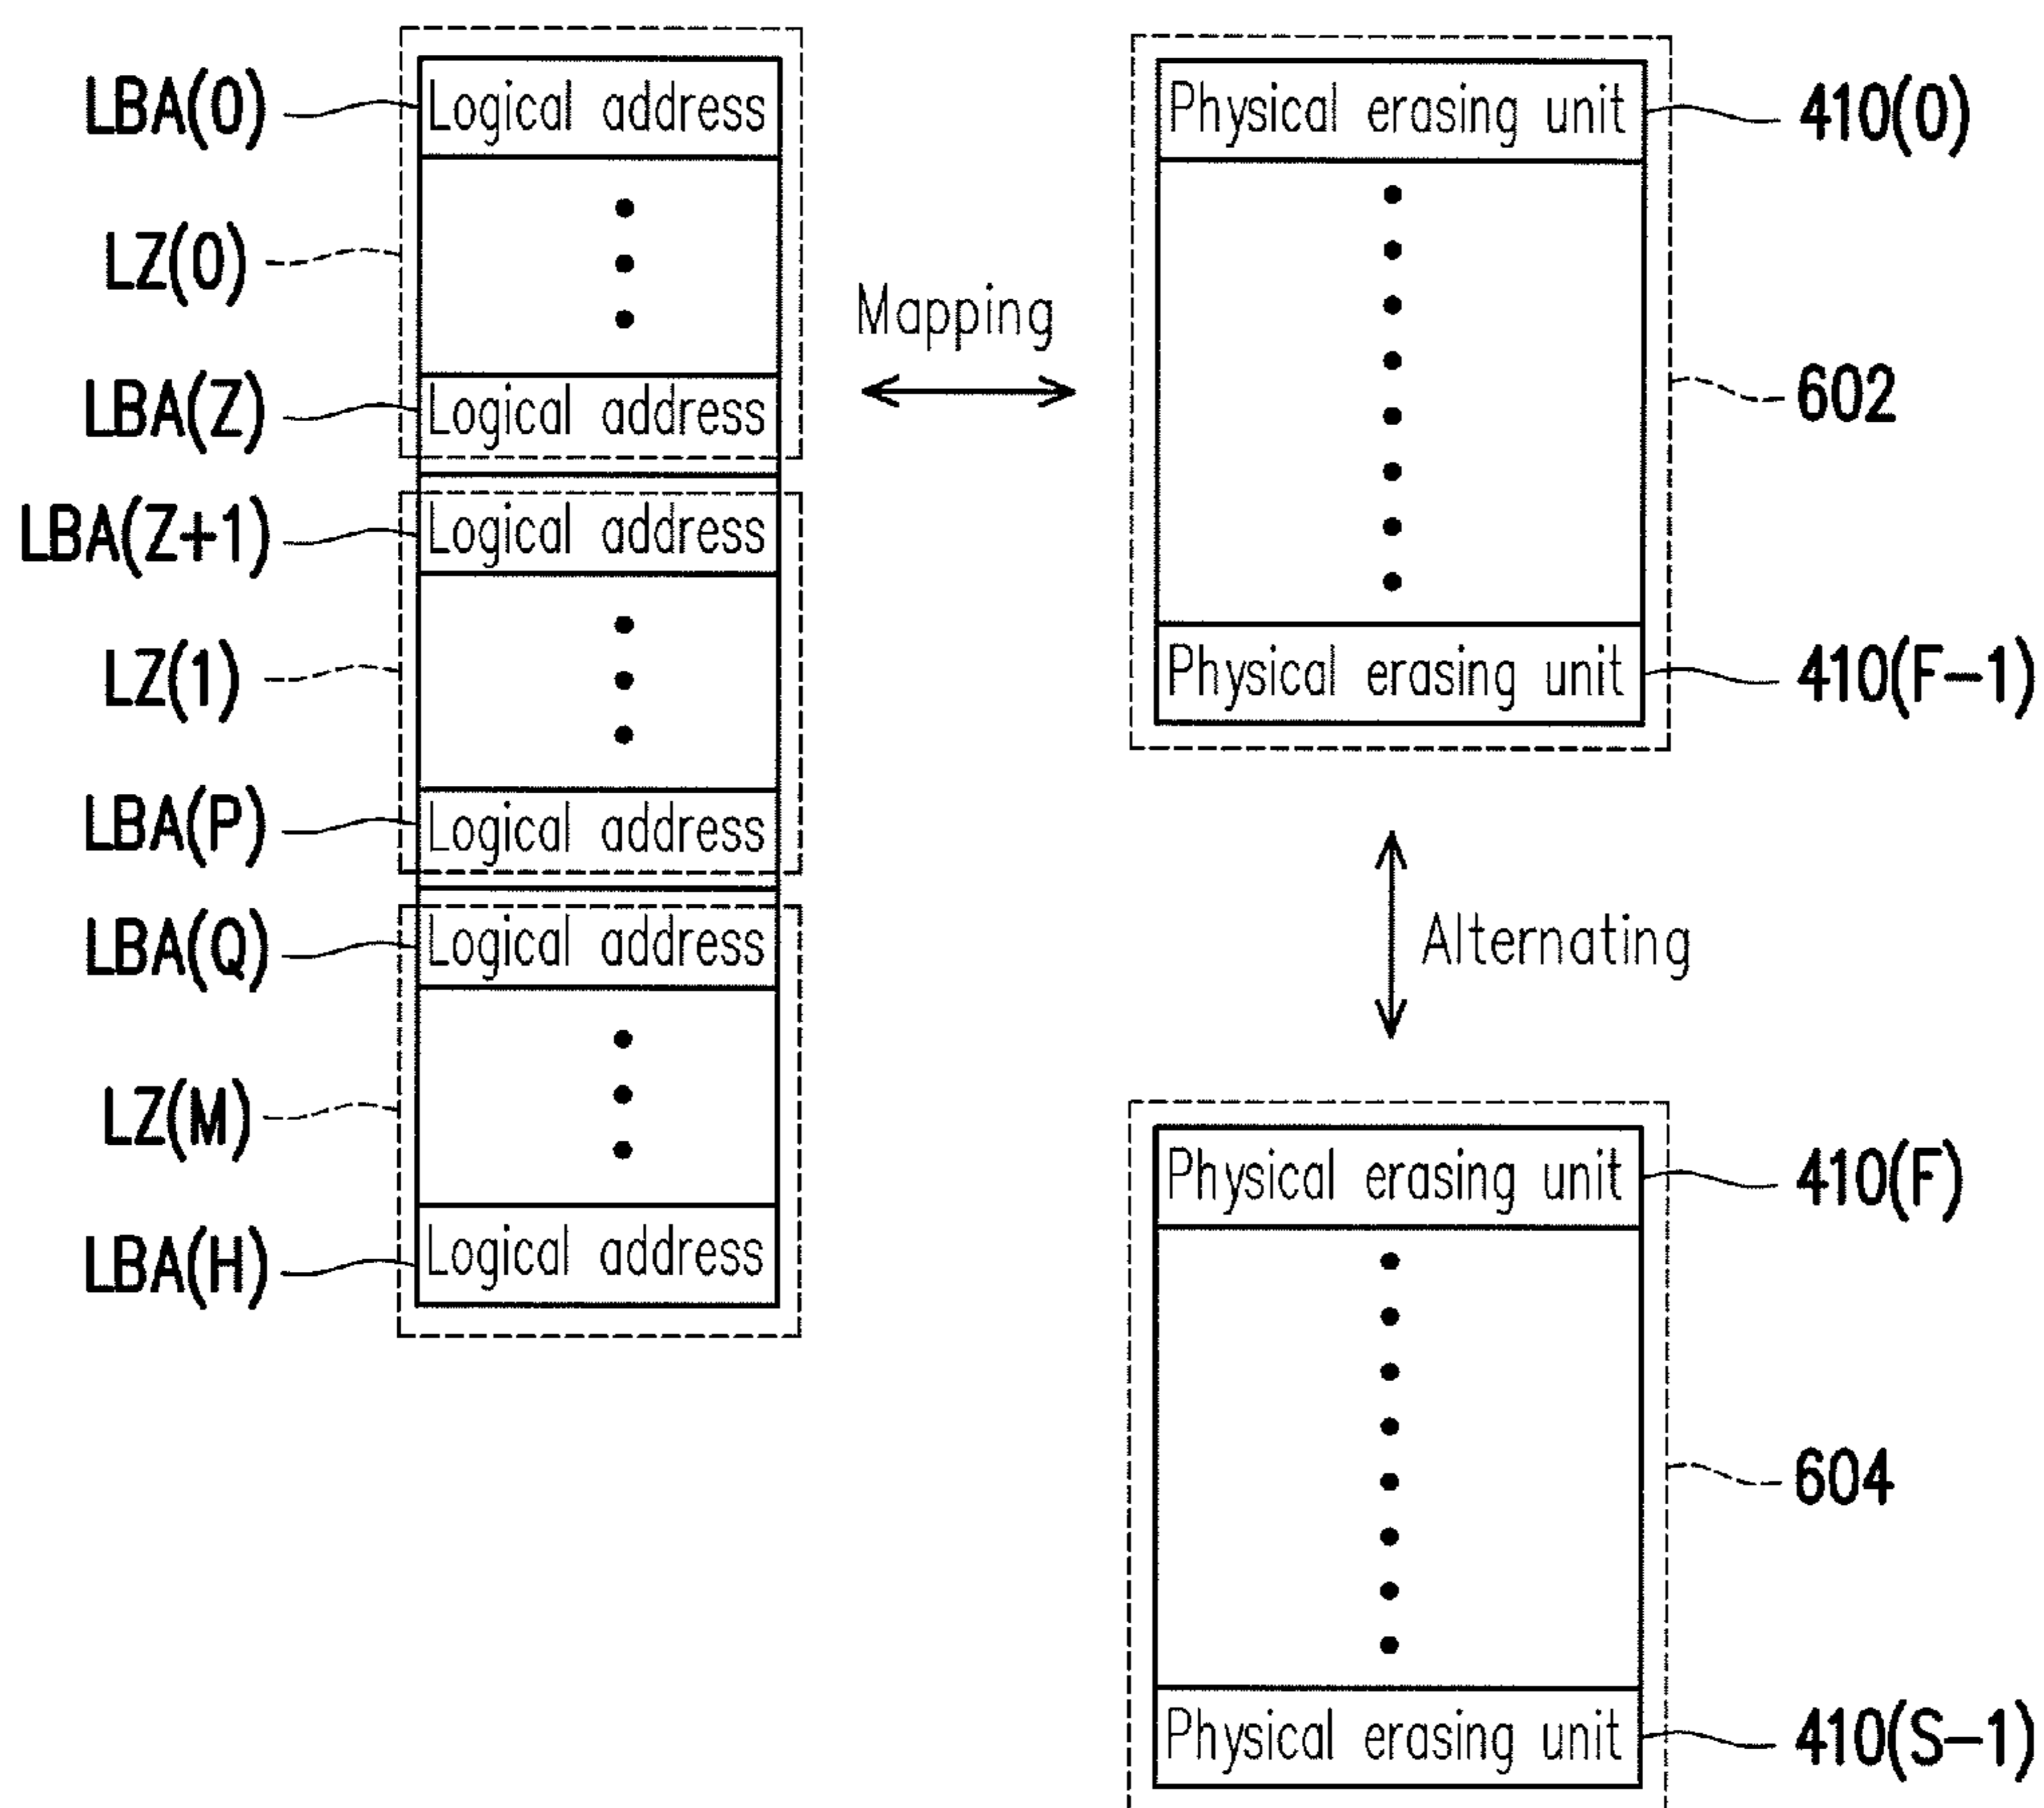 LBA(0) Logical address
LZ(0)
LBA(Z) Logical address
LBA(Z+1) Logical address
LZ(1)
LBA(P) Logical address
LBA(Q) Logical address
LZ(M)
LBA(H) Logical address
Mapping
Physical erasing unit 410(0)
602
Physical erasing unit 410(F-1)
Alternating
Physical erasing unit 410(F)
604
Physical erasing unit 410(S-1)